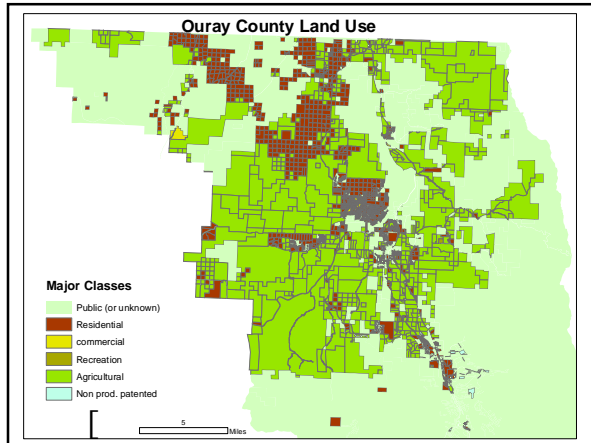 Ouray County Land Use
Major Classes
Public (or unknown)
Residential
commercial
Recreation
Agricultural
Non prod. patented
5
Miles